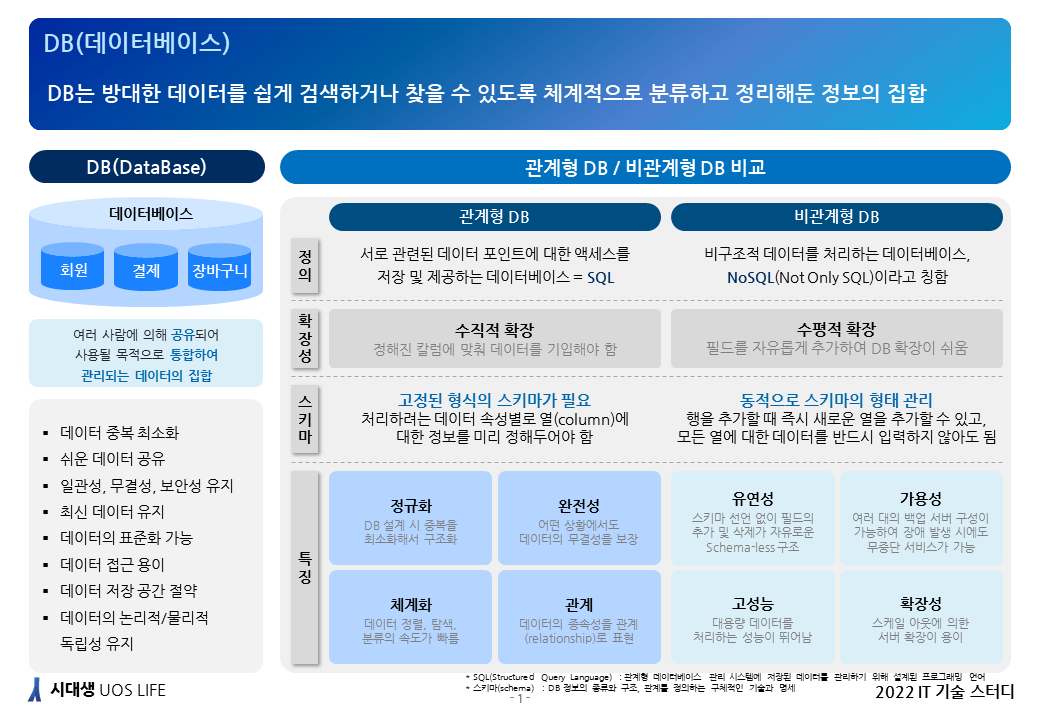 DB(데이터베이스)
DB는 방대한 데이터를 쉽게 검색하거나 찾을 수 있도록 체계적으로 분류하고 정리해둔 정보의 집합
DB(DataBase)
데이터베이스
회원
결제
장바구니
여러 사람에 의해 공유되어
사용될 목적으로 통합하여
관리되는 데이터의 집합
▪ 데이터 중복 최소화
▪ 쉬운 데이터 공유
▪ 일관성, 무결성, 보안성 유지
▪ 최신 데이터 유지
▪ 데이터의 표준화 가능
▪ 데이터 접근 용이
▪ 데이터 저장 공간 절약
▪ 데이터의 논리적/물리적
독립성 유지
관계형 DB / 비관계형 DB 비교
관계형 DB
비관계형 DB
정의
서로 관련된 데이터 포인트에 대한 액세스를
저장 및 제공하는 데이터베이스 = SQL
비구조적 데이터를 처리하는 데이터베이스,
NoSQL(Not Only SQL)이라고 칭함
확장성
수직적 확장
정해진 칼럼에 맞춰 데이터를 기입해야 함
수평적 확장
필드를 자유롭게 추가하여 DB 확장이 쉬움
스키마
고정된 형식의 스키마가 필요
처리하려는 데이터 속성별로 열(column)에
대한 정보를 미리 정해두어야 함
동적으로 스키마의 형태 관리
행을 추가할 때 즉시 새로운 열을 추가할 수 있고,
모든 열에 대한 데이터를 반드시 입력하지 않아도 됨
특징
정규화
DB 설계 시 중복을
최소화해서 구조화
완전성
어떤 상황에서도
데이터의 무결성을 보장
유연성
스키마 선언 없이 필드의
추가 및 삭제가 자유로운
Schema-less 구조
가용성
여러 대의 백업 서버 구성이
가능하여 장애 발생 시에도
무중단 서비스가 가능
체계화
데이터 정렬, 탐색,
분류의 속도가 빠름
관계
데이터의 종속성을 관계
(relationship)로 표현
고성능
대용량 데이터를
처리하는 성능이 뛰어남
확장성
스케일 아웃에 의한
서버 확장이 용이
* SQL(Structured Query Language) : 관계형 데이터베이스 관리 시스템에 저장된 데이터를 관리하기 위해 설계된 프로그래밍 언어
* 스키마(schema) : DB 정보의 종류와 구조, 관계를 정의하는 구체적인 기술과 명세
시대생 UOS LIFE
- 1 -
2022 IT 기술 스터디